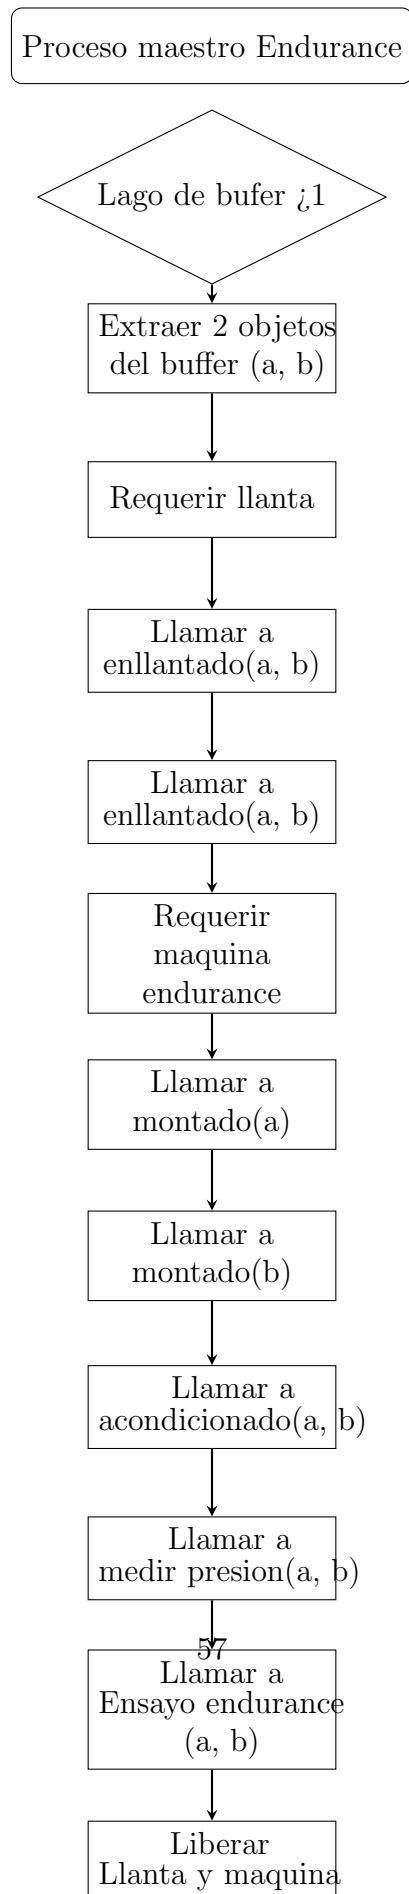 Proceso maestro Endurance
Lago de bufer ¿1
Extraer 2 objetos
del buffer (a, b)
Requerir llanta
Llamar a
enllantado(a, b)
Llamar a
enllantado(a, b)
Requerir
maquina
endurance
Llamar a
montado(a)
Llamar a
montado(b)
Llamar a
acondicionado(a, b)
Llamar a
medir presion(a, b)
57
Llamar a
Ensayo endurance
(a, b)
Liberar
Llanta y maquina